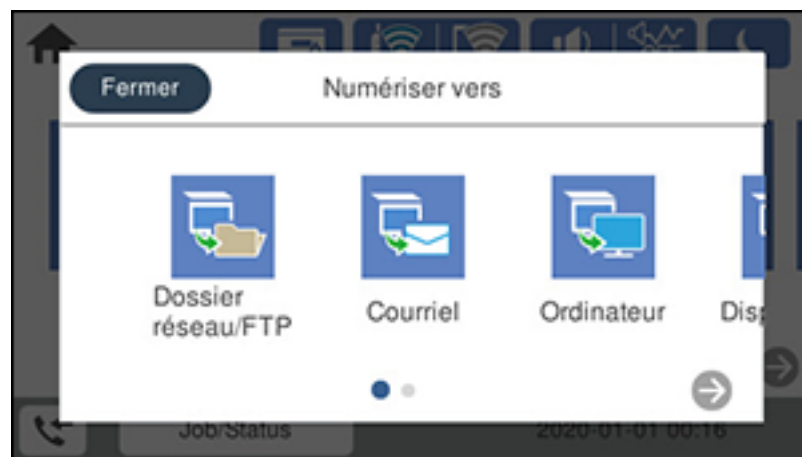 Fermer
Numériser vers
Dossier
réseau/FTP
Courriel
Ordinateur
Job/Status
2020-01-01 00:16